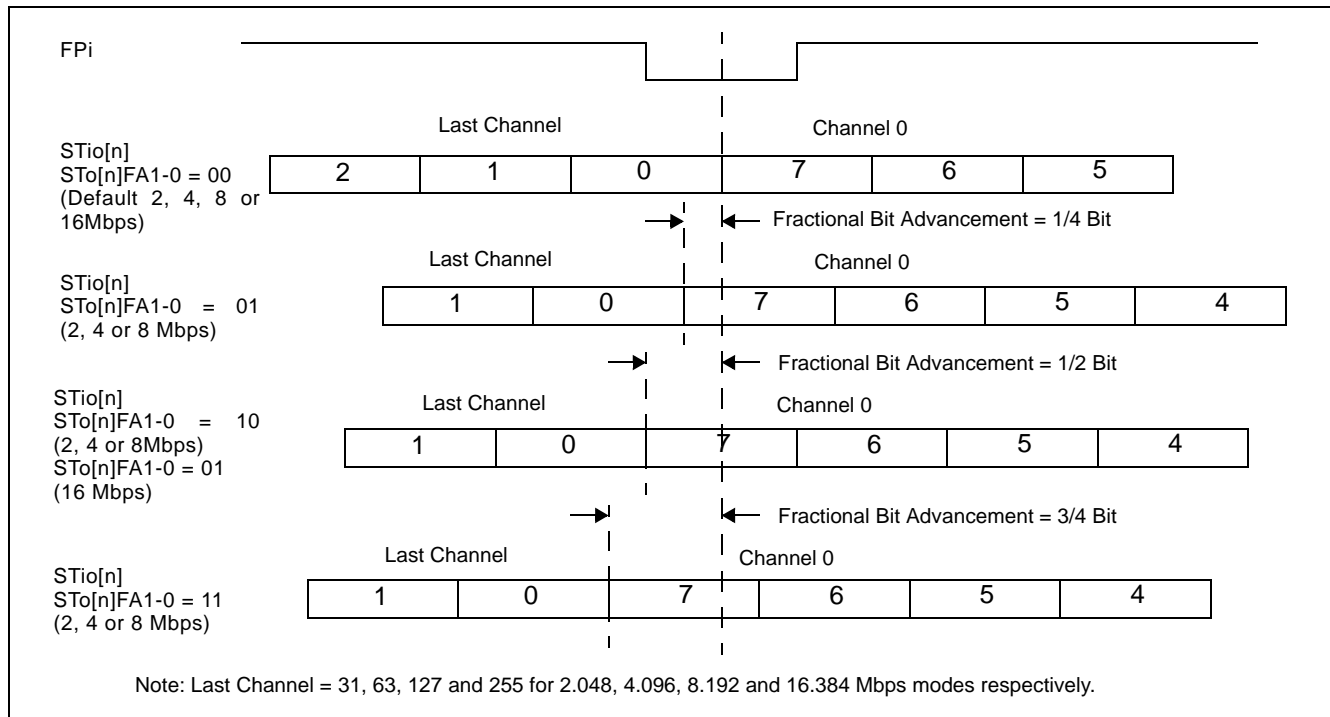 FPi
Last Channel Channel 0
STio[n]
STo[n]FA1-0 = 00
(Default 2, 4, 8 or
16Mbps)
2 1 0 7 6 5
Fractional Bit Advancement = 1/4 Bit
Last Channel Channel 0
STio[n]
STo[n]FA1-0 = 01
(2, 4 or 8 Mbps)
1 0 7 6 5 4
Fractional Bit Advancement = 1/2 Bit
Last Channel Channel 0
STio[n]
STo[n]FA1-0 = 10
(2, 4 or 8Mbps)
STo[n]FA1-0 = 01
(16 Mbps)
1 0 7 6 5 4
Fractional Bit Advancement = 3/4 Bit
Last Channel Channel 0
STio[n]
STo[n]FA1-0 = 11
(2, 4 or 8 Mbps)
1 0 7 6 5 4
Note: Last Channel = 31, 63, 127 and 255 for 2.048, 4.096, 8.192 and 16.384 Mbps modes respectively.